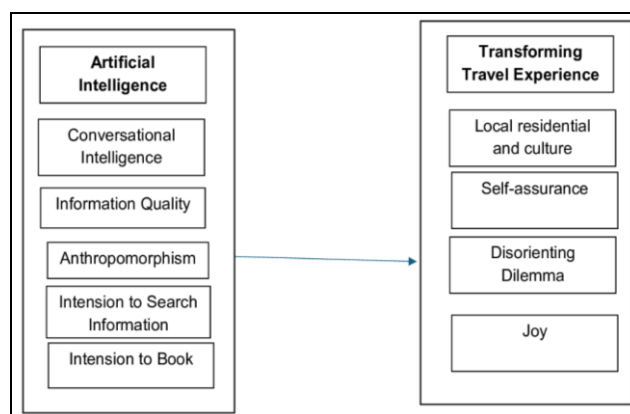 Artificial
Intelligence
Conversational
Intelligence
Information Quality
Anthropomorphism
Intension to Search
Information
Intension to Book
Transforming
Travel Experience
Local residential
and culture
Self-assurance
Disorienting
Dilemma
Joy